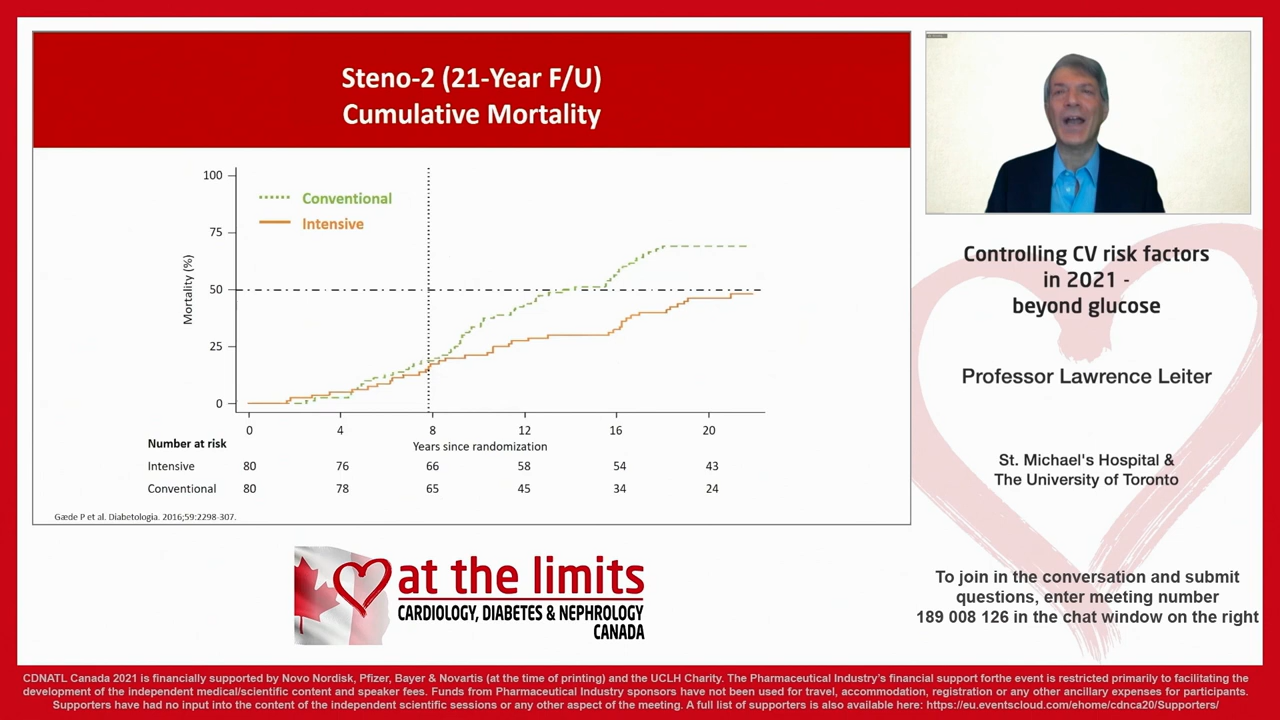 Steno-2 (21-Year F/U)
Cumulative Mortality
100
75
50
25
0
Mortality (%)
Conventional
Intensive
0 4 8 12 16 20
Years since randomization
Number at risk
Intensive 80 76 66 58 54 43
Conventional 80 78 65 45 34 24
Gæde P et al. Diabetologia. 2016;59:2298-307.
Controlling CV risk factors
in 2021 -
beyond glucose
Professor Lawrence Leiter
St. Michael's Hospital &
The University of Toronto
at the limits
CARDIOLOGY, DIABETES & NEPHROLOGY
CANADA
To join in the conversation and submit
questions, enter meeting number
189 008 126 in the chat window on the right
CDNATL Canada 2021 is financially supported by Novo Nordisk, Pfizer, Bayer & Novartis (at the time of printing) and the UCLH Charity. The Pharmaceutical Industry's financial support forthe event is restricted primarily to facilitating the
development of the independent medical/scientific content and speaker fees. Funds from Pharmaceutical Industry sponsors have not been used for travel, accommodation, registration or any other ancillary expenses for participants.
Supporters have had no input into the content of the independent scientific sessions or any other aspect of the meeting. A full list of supporters is also available here: https://eu.eventscloud.com/ehome/cdnca20/Supporters/